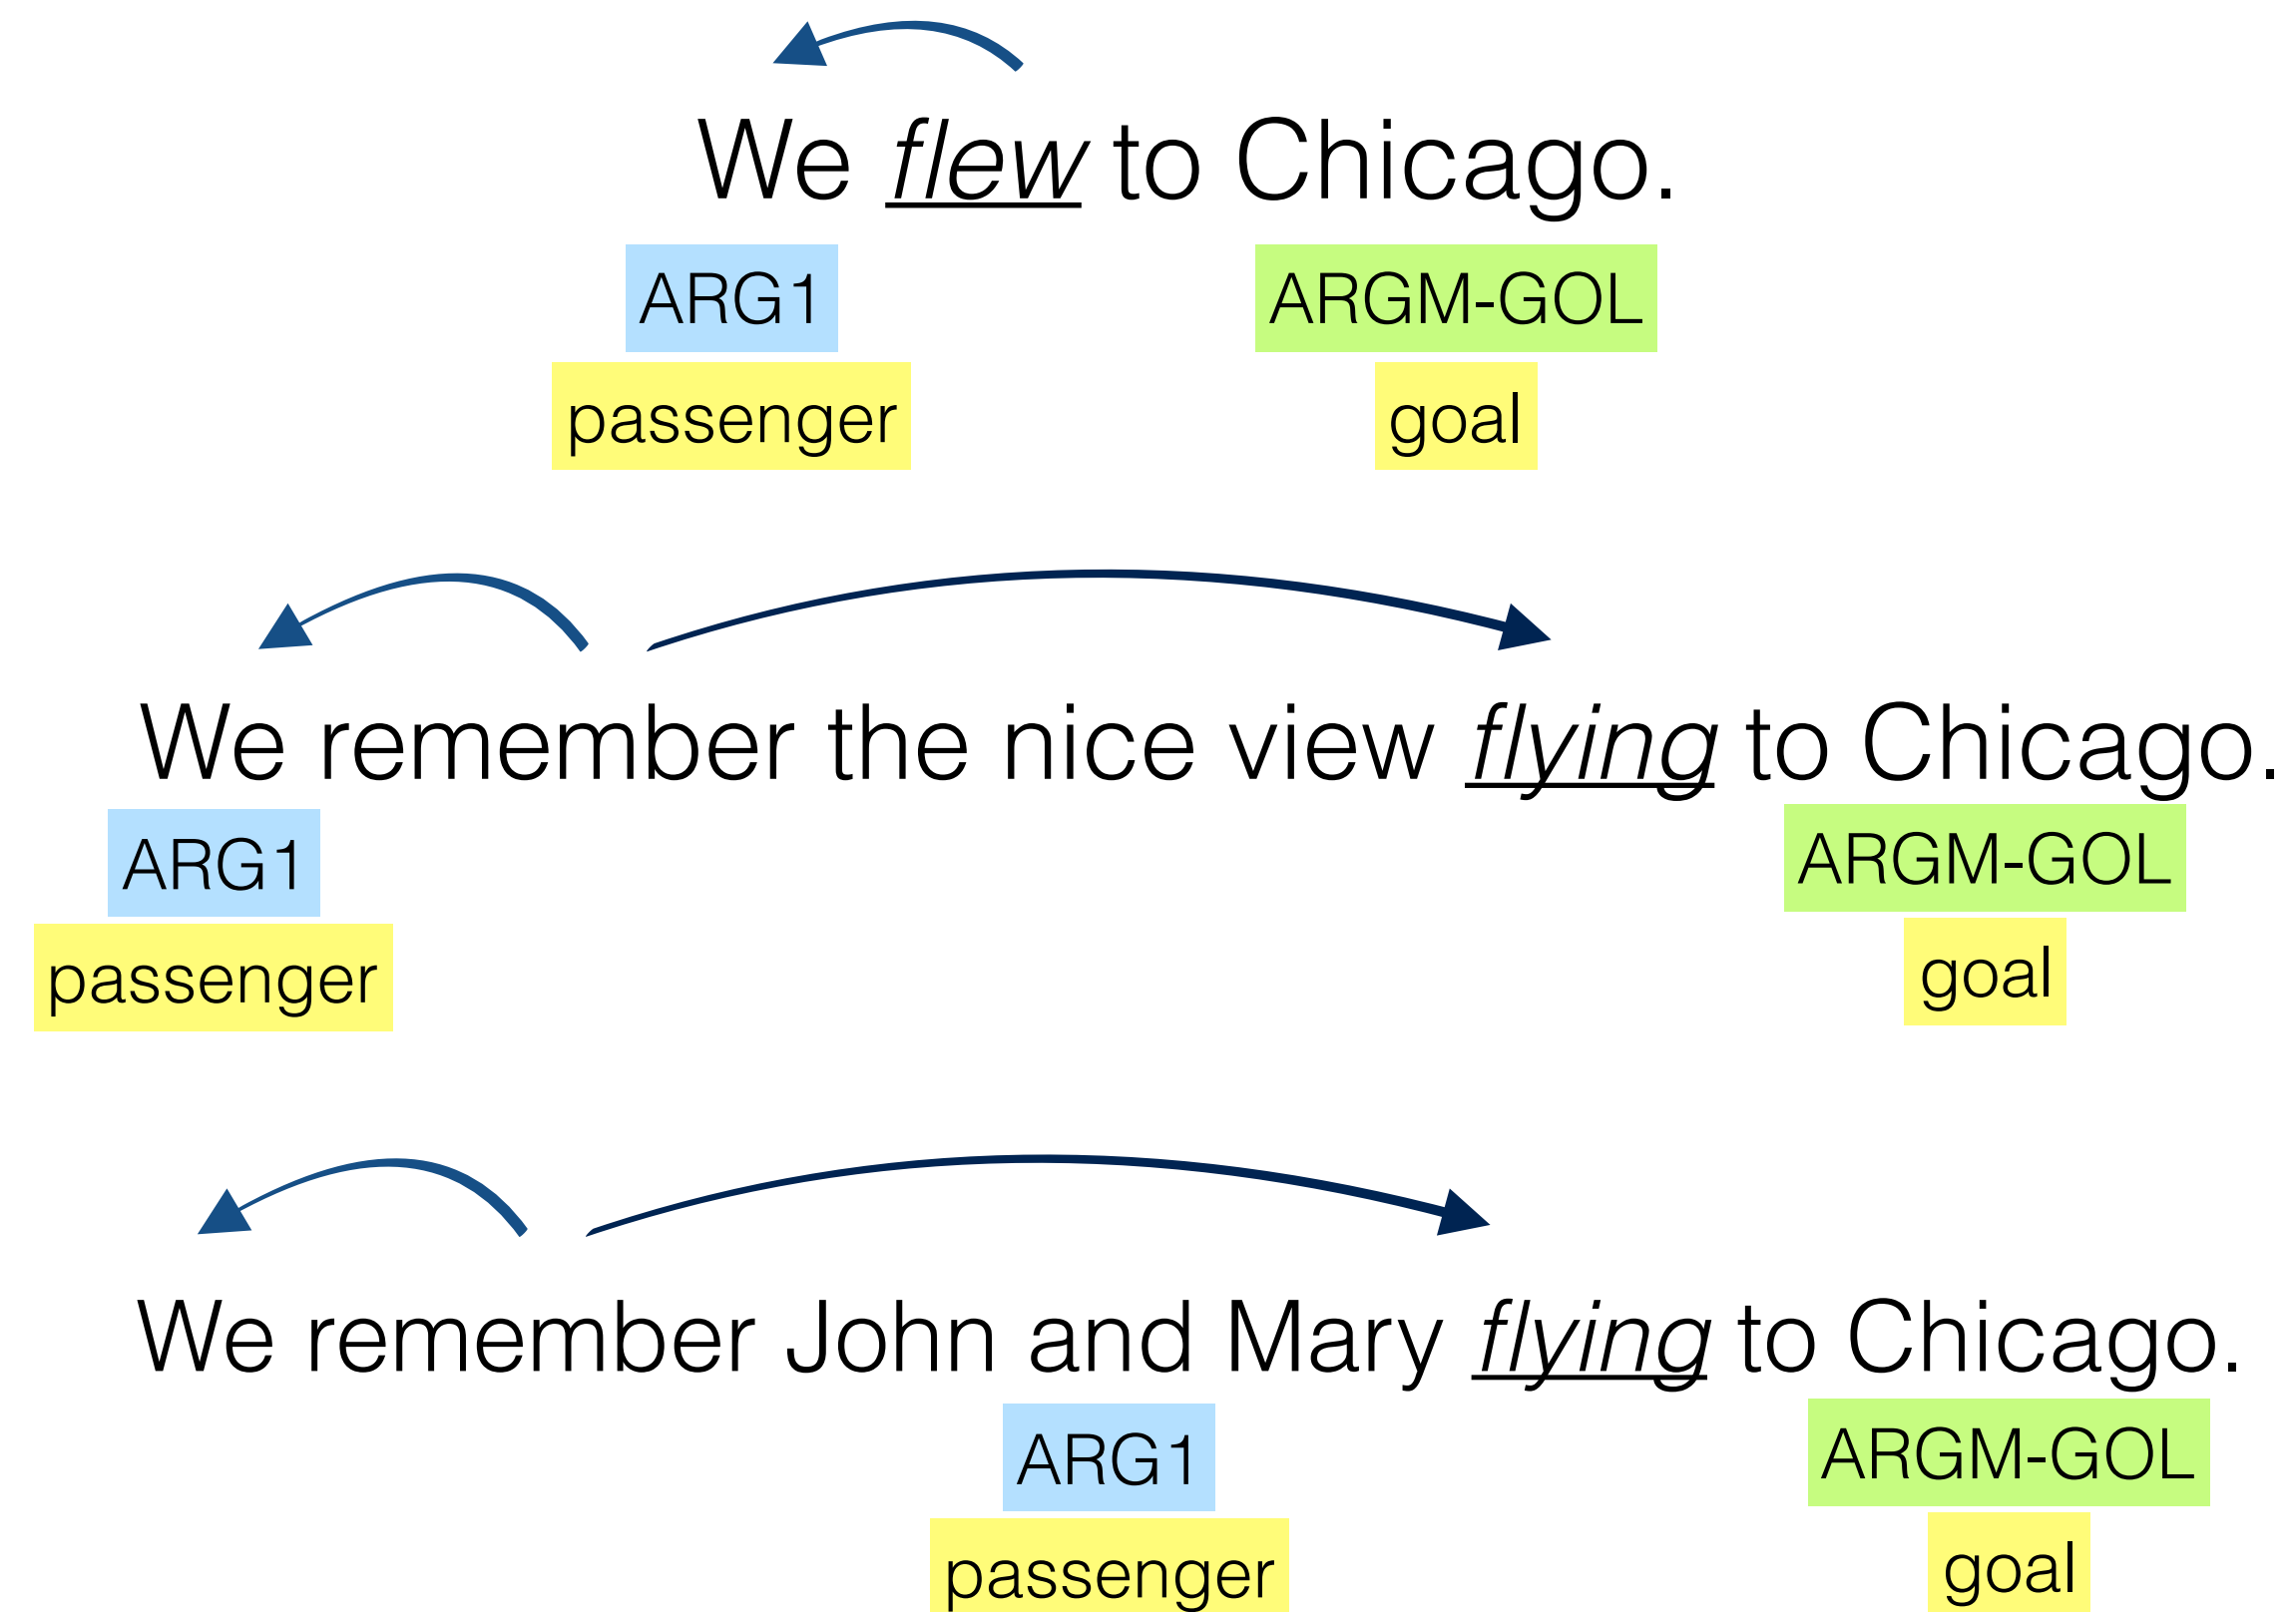 We flew to Chicago.
ARG1 ARGM-GOL
passenger goal
We remember the nice view flying to Chicago.
ARG1 ARGM-GOL
passenger goal
We remember John and Mary flying to Chicago.
ARG1 ARGM-GOL
passenger goal